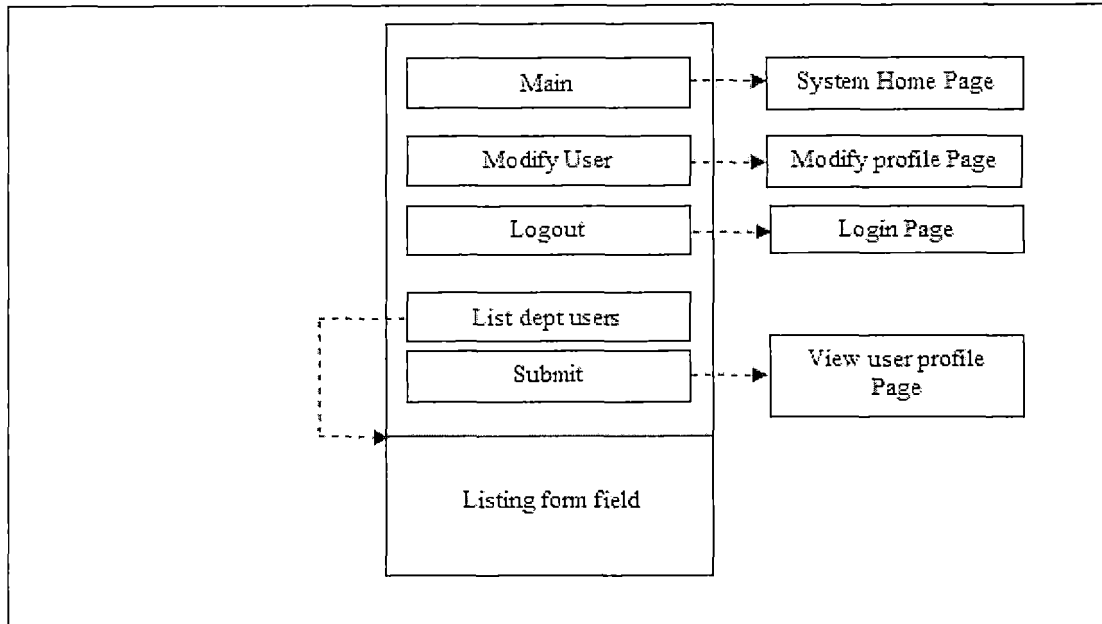 Main
System Home Page
Modify User
Modify profile Page
Logout
Login Page
List dept users
Submit
View user profile
Page
Listing form field